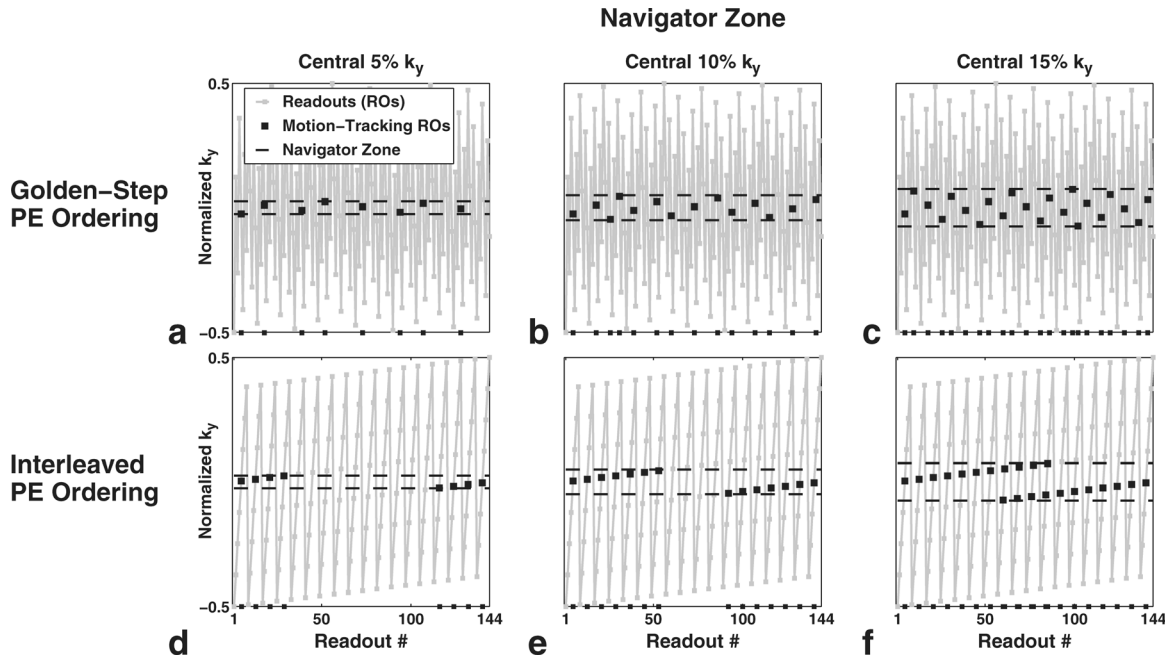 Navigator Zone
Central 5% ky
Central 10% ky
Central 15% ky
Golden−Step
PE Ordering
Normalized ky
0.5
−0.5
Readouts (ROs)
Motion−Tracking ROs
Navigator Zone
a
b
c
Interleaved
PE Ordering
Normalized ky
0.5
−0.5
1
50
100
144
1
50
100
144
1
50
100
144
d
Readout #
e
Readout #
f
Readout #